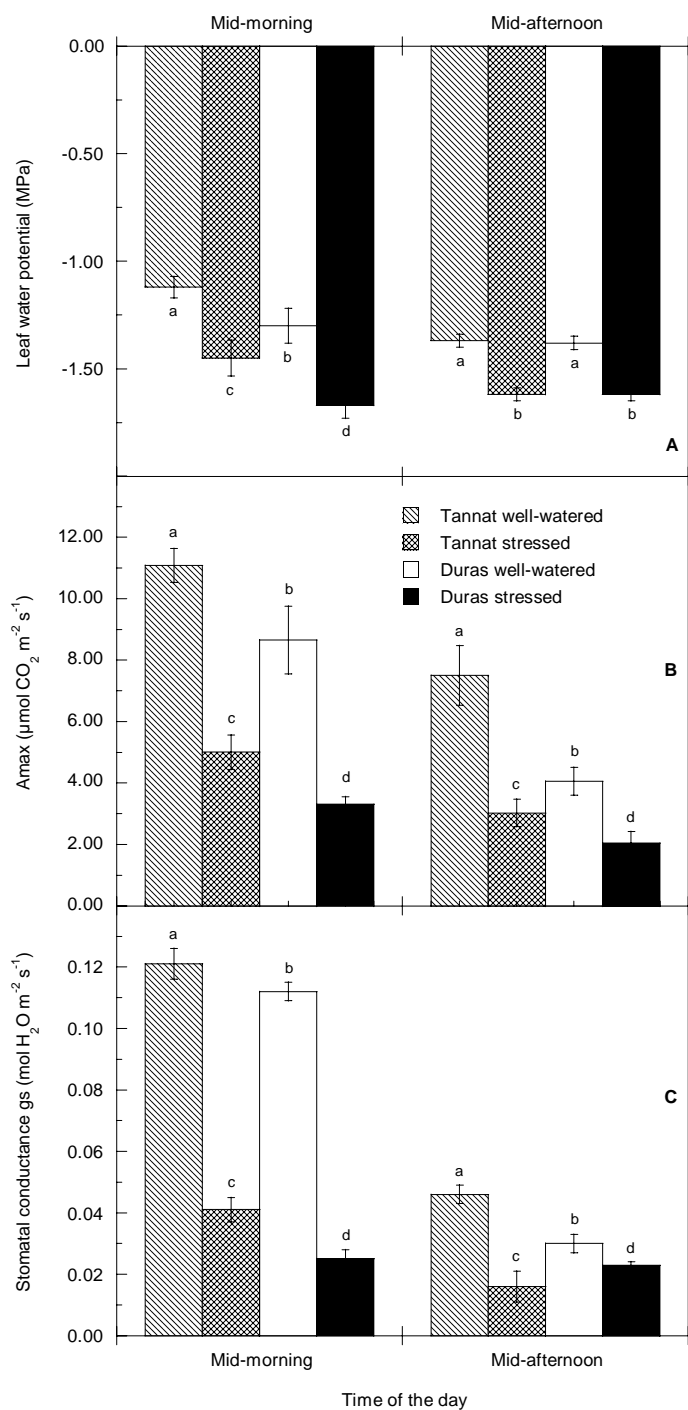 Mid-morning Mid-afternoon
0.00
-0.50
-1.00
-1.50
Leaf water potential (MPa)
a c b d a b a b
A
12.00
10.00
8.00
6.00
4.00
2.00
0.00
Amax (µmol CO₂ m⁻² s⁻¹)
Tannat well-watered
Tannat stressed
Duras well-watered
Duras stressed
a c b d a c b d
B
0.12
0.10
0.08
0.06
0.04
0.02
0.00
Stomatal conductance gs (mol H₂O m⁻² s⁻¹)
a c b d a c b d
C
Mid-morning Mid-afternoon
Time of the day